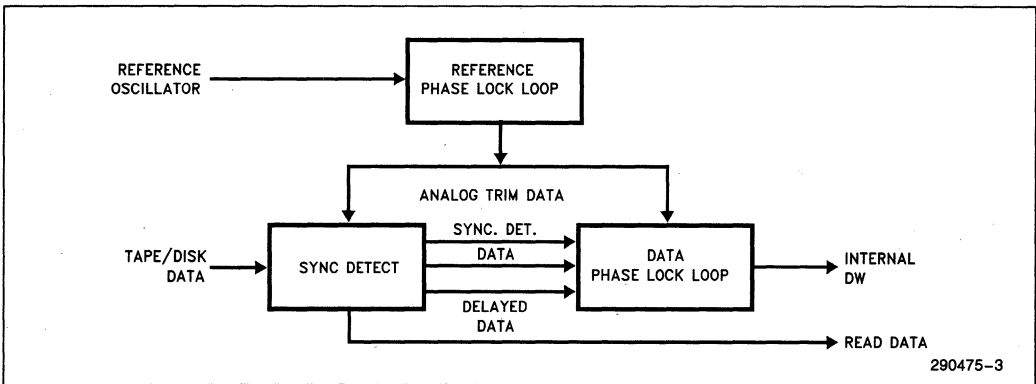 REFERENCE
OSCILLATOR
REFERENCE
PHASE LOCK LOOP
ANALOG TRIM DATA
TAPE/DISK
DATA
SYNC DETECT
SYNC. DET.
DATA
DELAYED
DATA
DATA
PHASE LOCK LOOP
INTERNAL
DW
READ DATA
290475-3